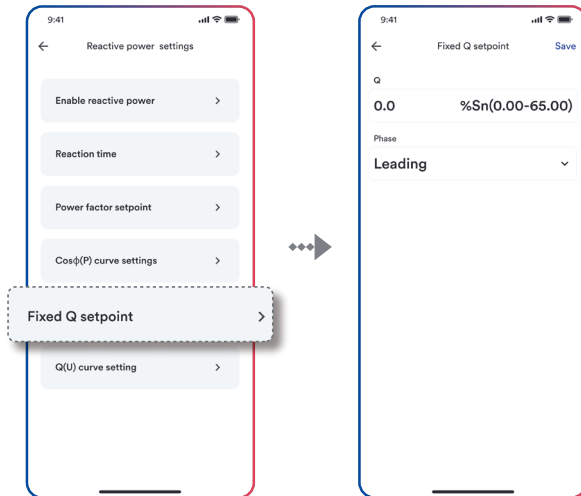 9:41
Reactive power settings
Enable reactive power
Reaction time
Power factor setpoint
Cosϕ(P) curve settings
Fixed Q setpoint
Q(U) curve setting
9:41
Fixed Q setpoint Save
Q
0.0 %Sn(0.00-65.00)
Phase
Leading